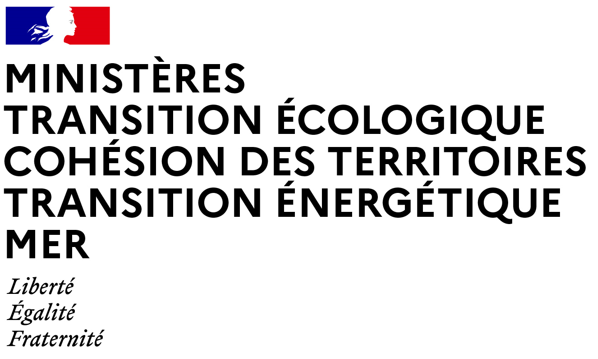 MINISTÈRES
TRANSITION ÉCOLOGIQUE
COHÉSION DES TERRITOIRES
TRANSITION ÉNERGÉTIQUE
MER
Liberté
Égalité
Fraternité